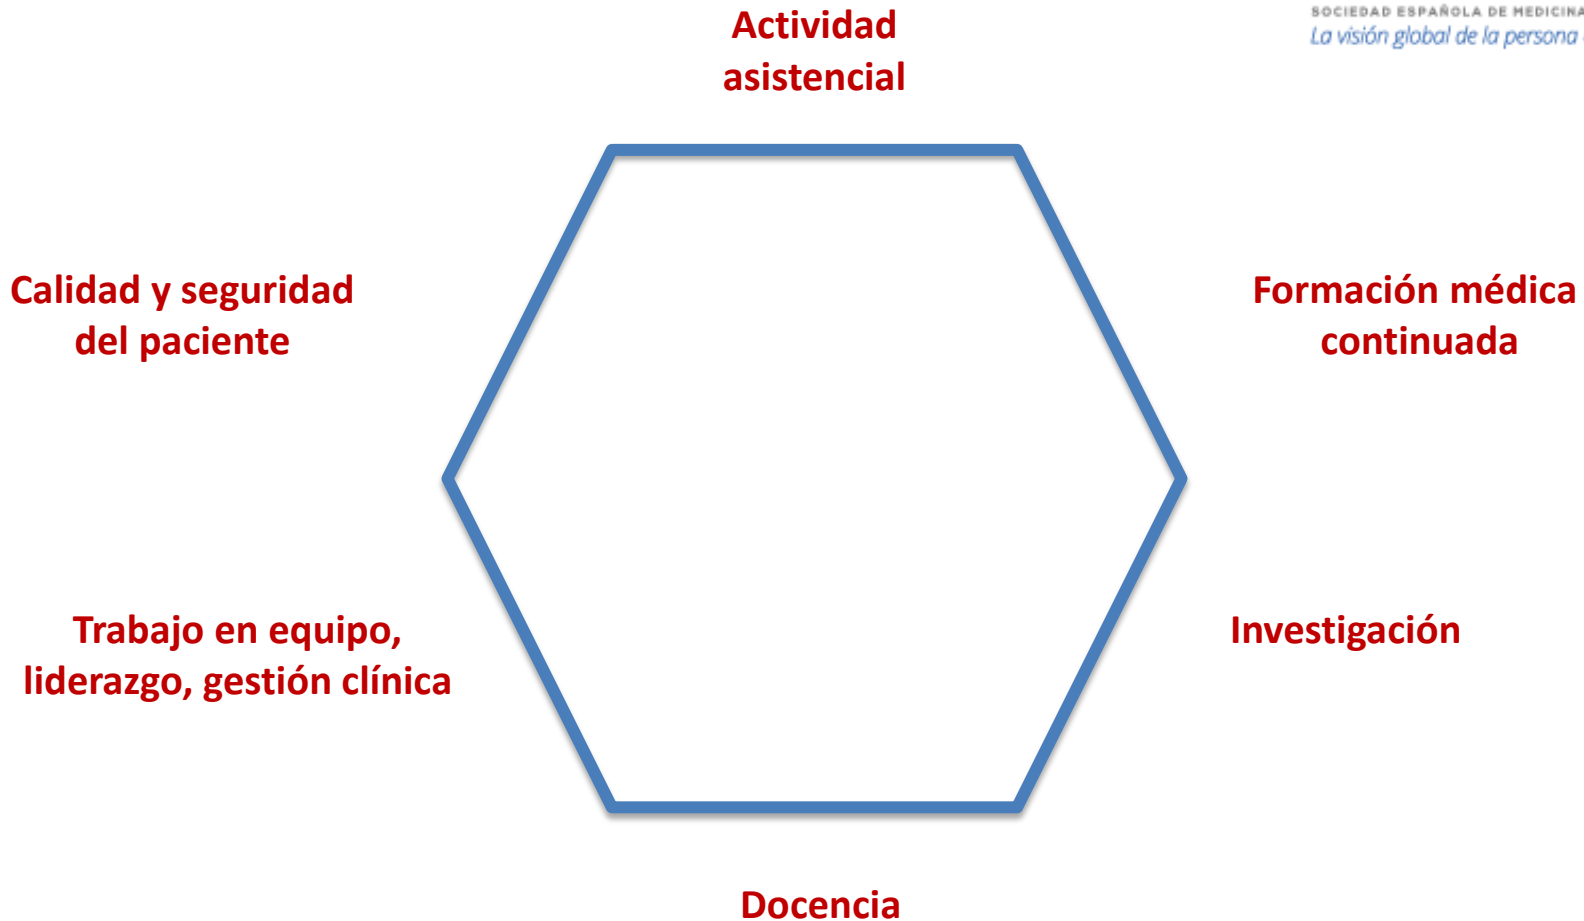 SOCIEDAD ESPAÑOLA DE MEDICINA
La visión global de la persona
Actividad
asistencial
Calidad y seguridad
del paciente
Formación médica
continuada
Trabajo en equipo,
liderazgo, gestión clínica
Investigación
Docencia